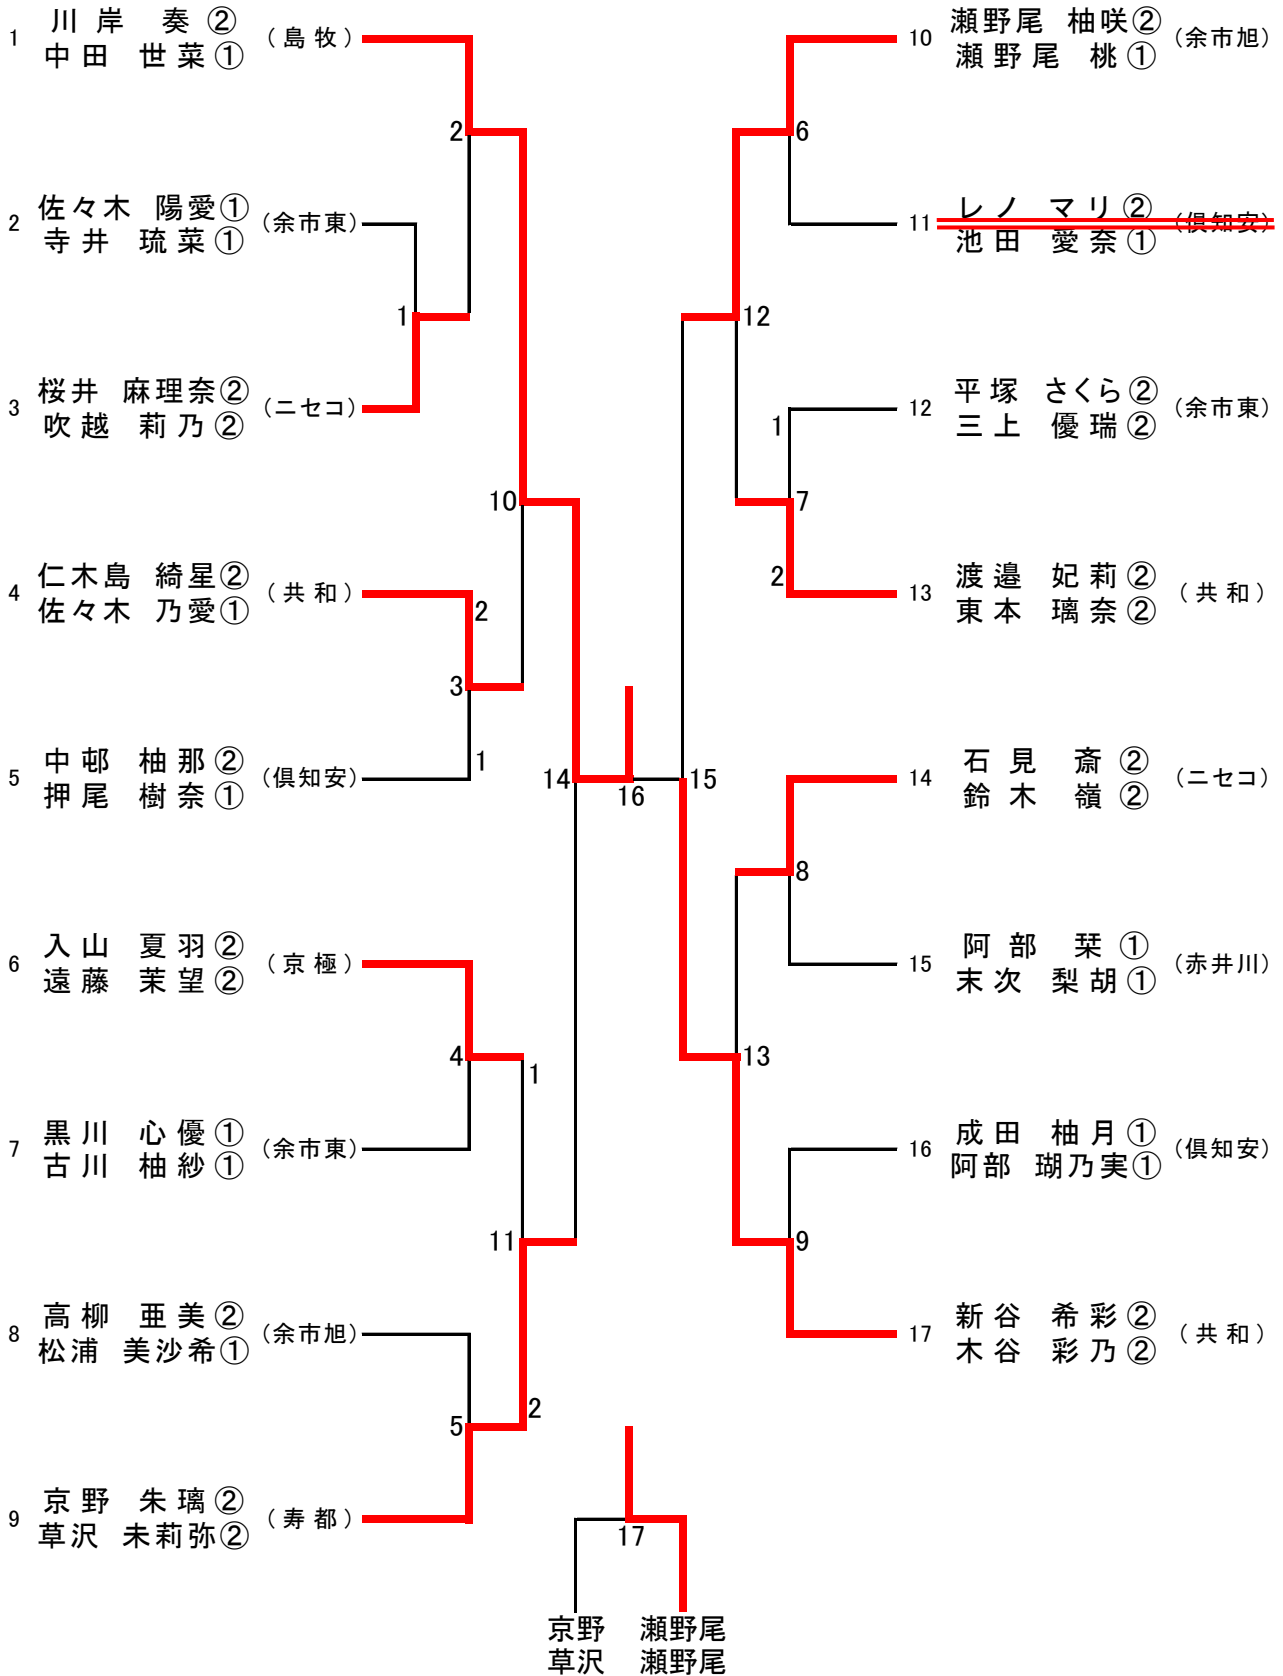 1 川岸 奏② 中田 世菜① (島牧)
2 佐々木 陽愛① 寺井 琉菜① (余市東)
3 桜井 麻理奈② 吹越 莉乃② (ニセコ)
4 仁木島 綺星② 佐々木 乃愛① (共和)
5 中邨 柚那② 押尾 樹奈① (倶知安)
6 入山 夏羽② 遠藤 茉望② (京極)
7 黒川 心優① 古川 柚紗① (余市東)
8 高柳 亜美② 松浦 美沙希① (余市旭)
9 京野 朱璃② 草沢 未莉弥② (寿都)
2
1
10
2
3
1
14
4
1
11
5
2
16
17
京野 瀬野尾
草沢 瀬野尾
6
12
1
7
2
15
8
13
9
10 瀬野尾 柚咲② 瀬野尾 桃① (余市旭)
11 レノ マリ② 池田 愛奈① (倶知安)
12 平塚 さくら② 三上 優瑞② (余市東)
13 渡邉 妃莉② 東本 璃奈② (共和)
14 石見 斎② 鈴木 嶺② (ニセコ)
15 阿部 栞① 末次 梨胡① (赤井川)
16 成田 柚月① 阿部 瑚乃実① (倶知安)
17 新谷 希彩② 木谷 彩乃② (共和)